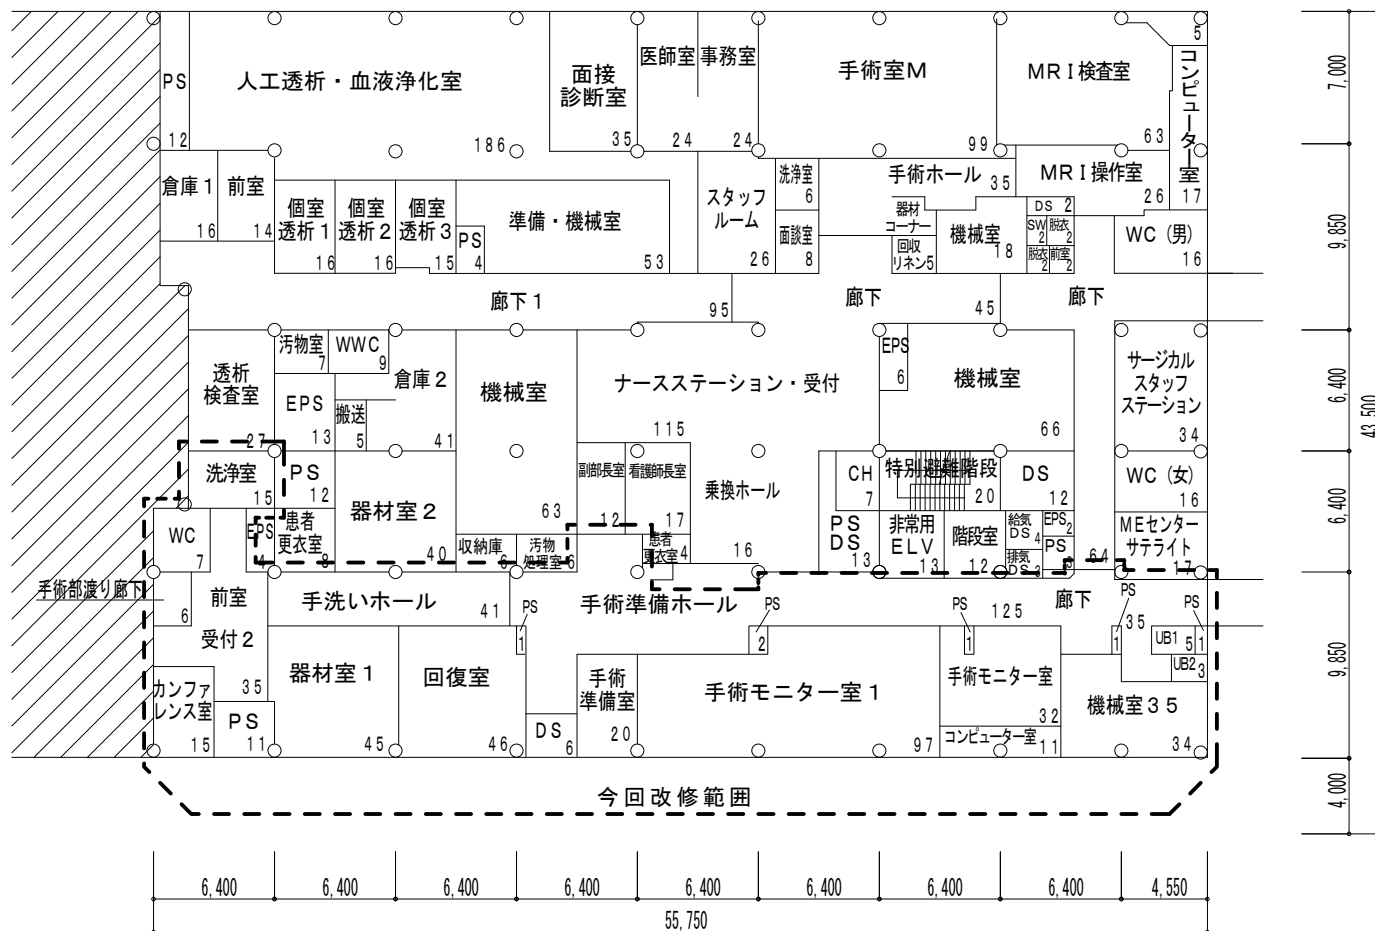 PS
12
人工透析・血液浄化室
186
面接
診断室
35
医師室
24
事務室
24
手術室M
99
MRI検査室
63
5
コンピューター室
17
倉庫1
16
前室
14
個室
透析1
16
個室
透析2
16
個室
透析3
15
PS
4
準備・機械室
53
スタッフ
ルーム
26
洗浄室
6
面談室
8
手術ホール
35
器材
コーナー
回収
リネン5
機械室
18
MRI操作室
26
DS 2
SW
2
脱衣
2
脱衣
2
前室
2
WC(男)
16
廊下1
95
廊下
45
廊下
透析
検査室
27
汚物室
7
WWC
9
EPS
13
搬送
5
倉庫2
41
機械室
63
ナースステーション・受付
115
EPS
6
機械室
66
サージカル
スタッフ
ステーション
34
洗浄室
15
PS
12
器材室2
40
副部長室
12
看護師長室
17
乗換ホール
16
CH
7
特別避難階段
20
DS
12
WC(女)
16
WC
7
EPS
4
患者
更衣室
8
収納庫
6
汚物
処理室
6
患者
更衣室
4
PS
DS
13
非常用
ELV
13
階段室
12
給気
DS 4
排気
DS 3
EPS 2
PS
3
64
MEセンター
サテライト
17
手術部渡り廊下
6
前室
受付2
35
手洗いホール
41
手術準備ホール
PS
1
PS
2
PS
1
125
廊下
PS
1
35
PS
1
UB1
5
UB2
3
カンファ
レンス室
15
PS
11
器材室1
45
回復室
46
DS
6
手術
準備室
20
手術モニター室1
97
手術モニター室
32
コンピューター室
11
機械室35
34
今回改修範囲
6,400
6,400
6,400
6,400
6,400
6,400
6,400
6,400
4,550
55,750
7,000
9,850
6,400
6,400
9,850
4,000
43,500